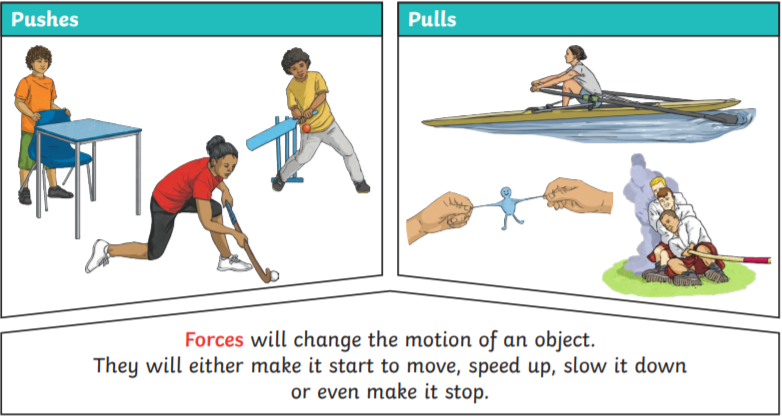 Pushes
Pulls
Forces will change the motion of an object.
They will either make it start to move, speed up, slow it down
or even make it stop.